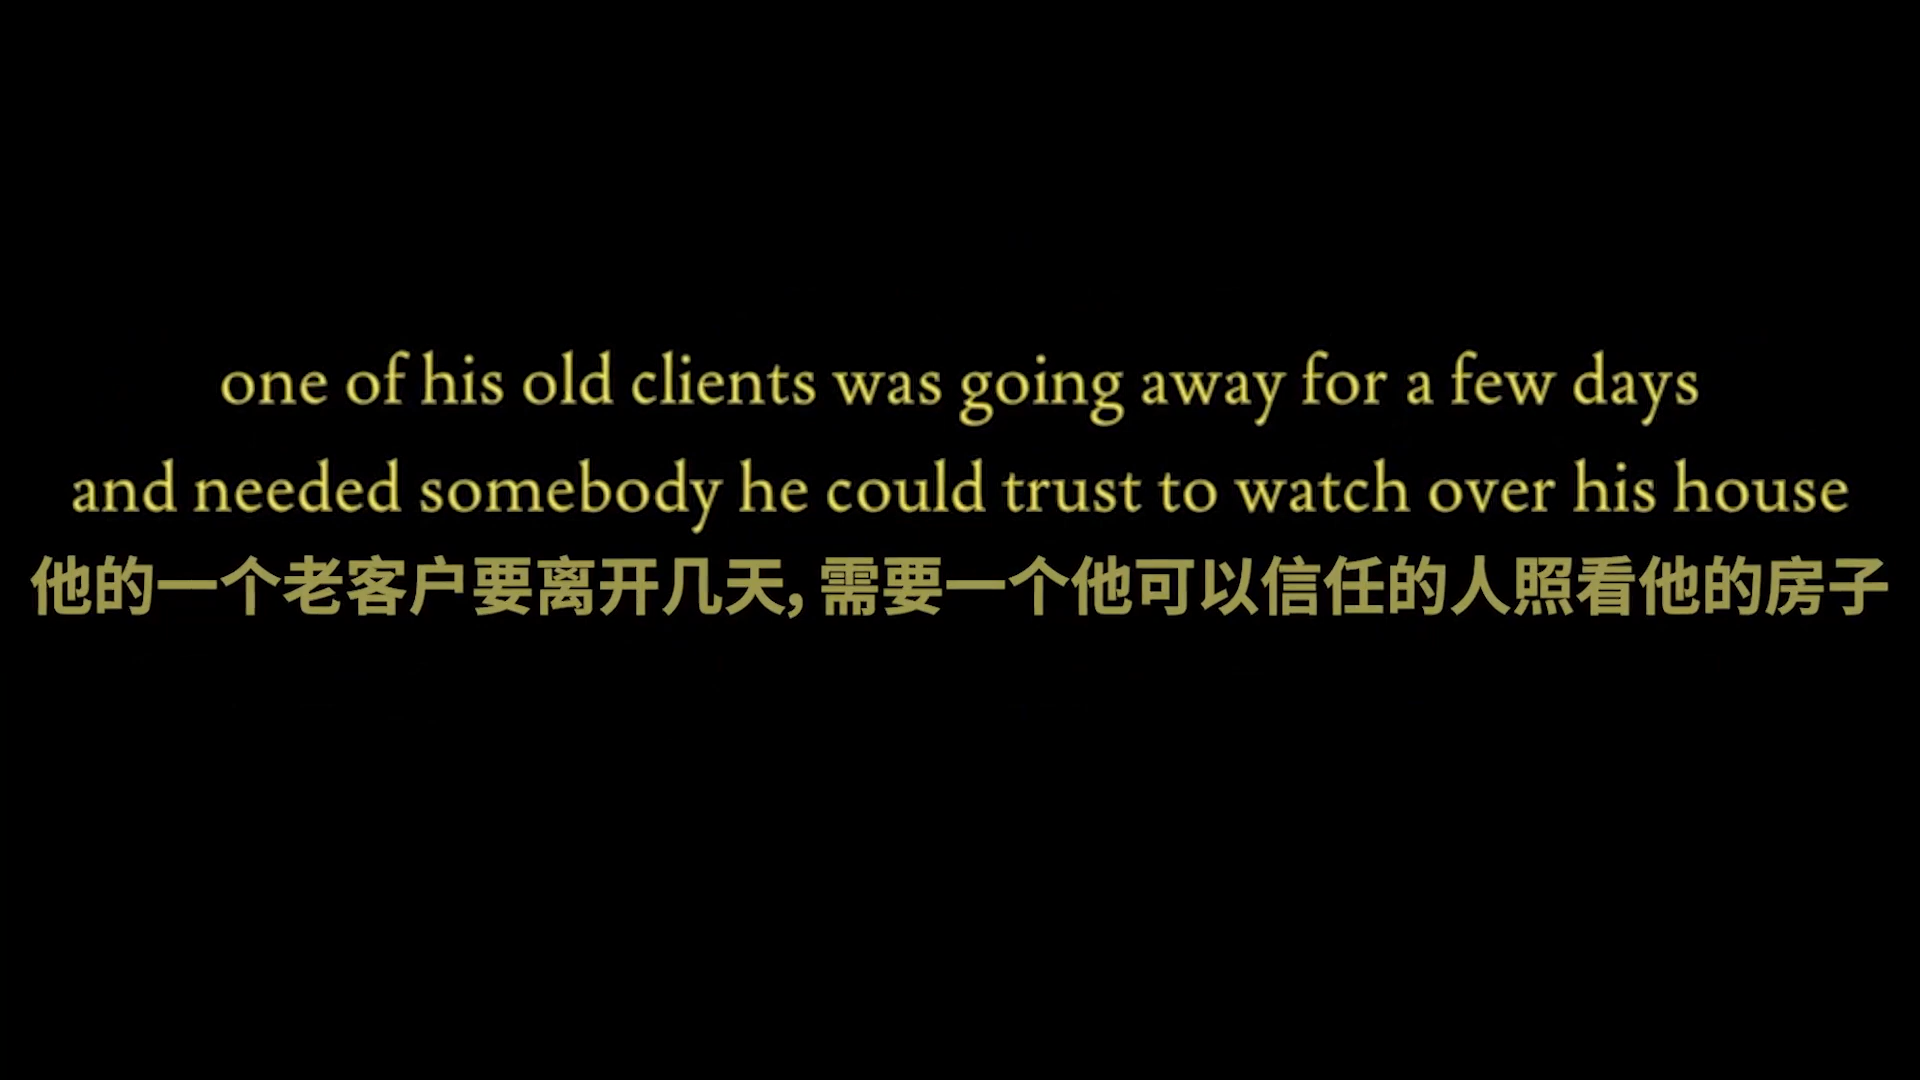 one of his old clients was going away for a few days
and needed somebody he could trust to watch over his house
他的一个老客户要离开几天, 需要一个他可以信任的人照看他的房子